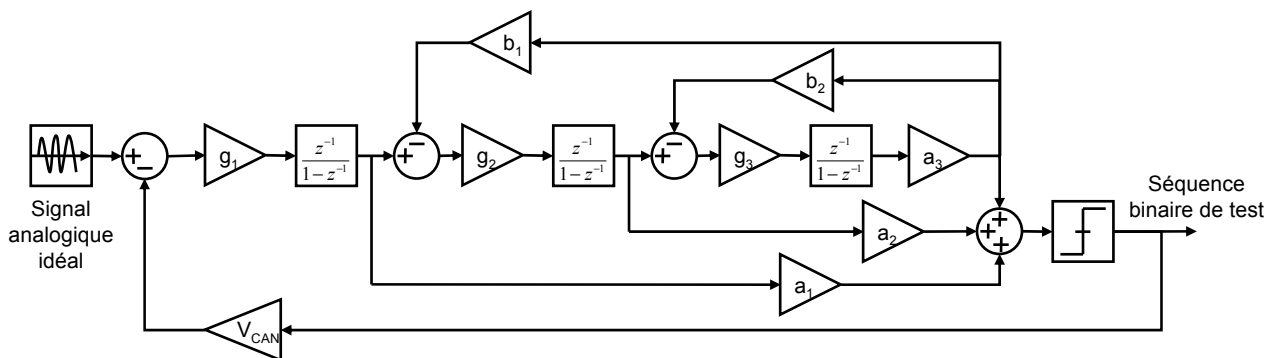 b₁
b₂
+
−
g₁
z⁻¹
1 − z⁻¹
+
−
g₂
z⁻¹
1 − z⁻¹
+
−
g₃
z⁻¹
1 − z⁻¹
a₃
Signal
analogique
idéal
a₂
+
+
+
Séquence
binaire de test
a₁
V_CAN